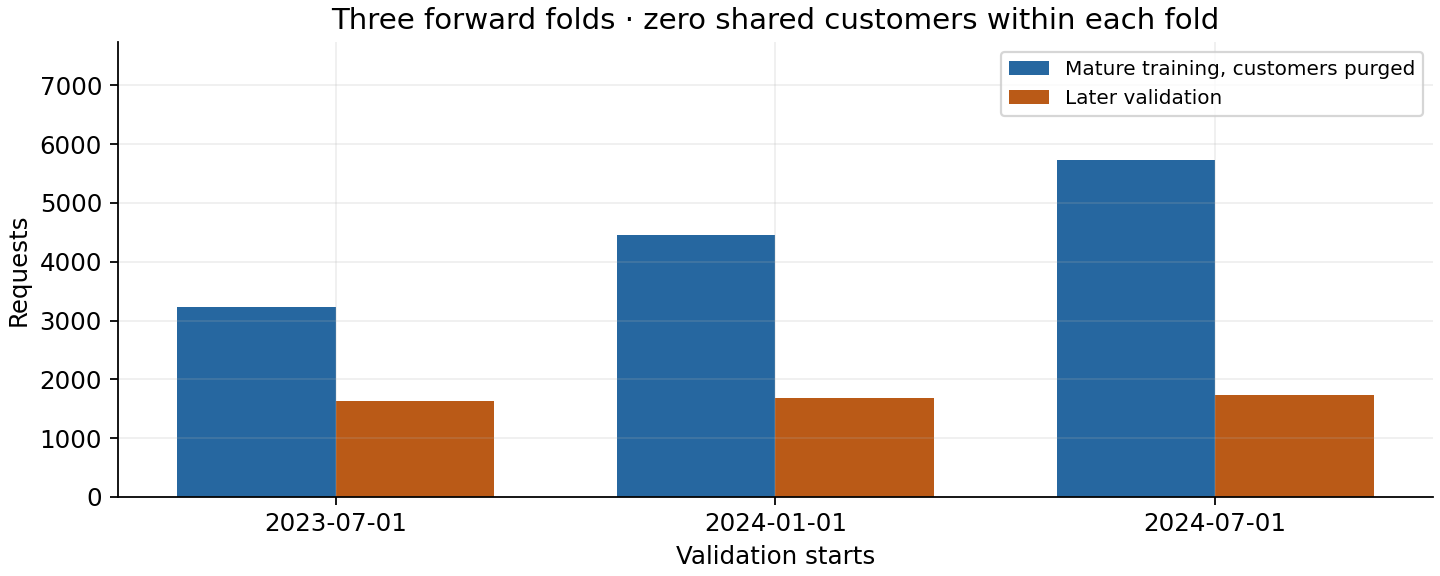 Three forward folds · zero shared customers within each fold
Mature training, customers purged
Later validation
Requests
7000
6000
5000
4000
3000
2000
1000
0
2023-07-01
2024-01-01
2024-07-01
Validation starts